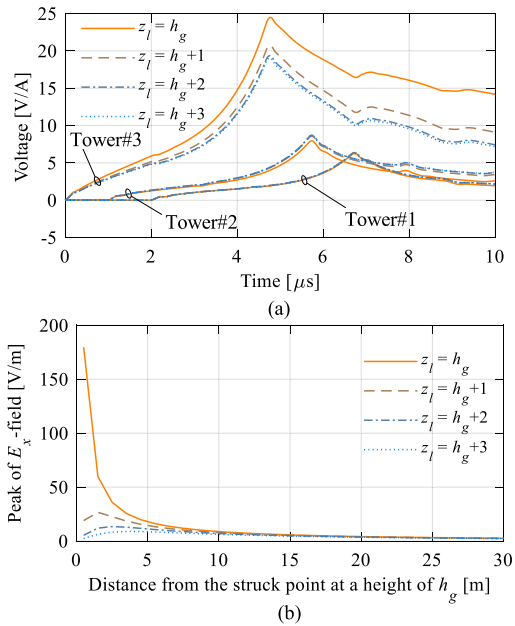 (a)
25
20
15
10
5
0
-5
Voltage [V/A]
z_l = h_g
z_l = h_g+1
z_l = h_g+2
z_l = h_g+3
Tower#3
Tower#2
Tower#1
0 2 4 6 8 10
Time [μs]
(a)
200
150
100
50
0
Peak of E_x-field [V/m]
z_l = h_g
z_l = h_g+1
z_l = h_g+2
z_l = h_g+3
0 5 10 15 20 25 30
Distance from the struck point at a height of h_g [m]
(b)